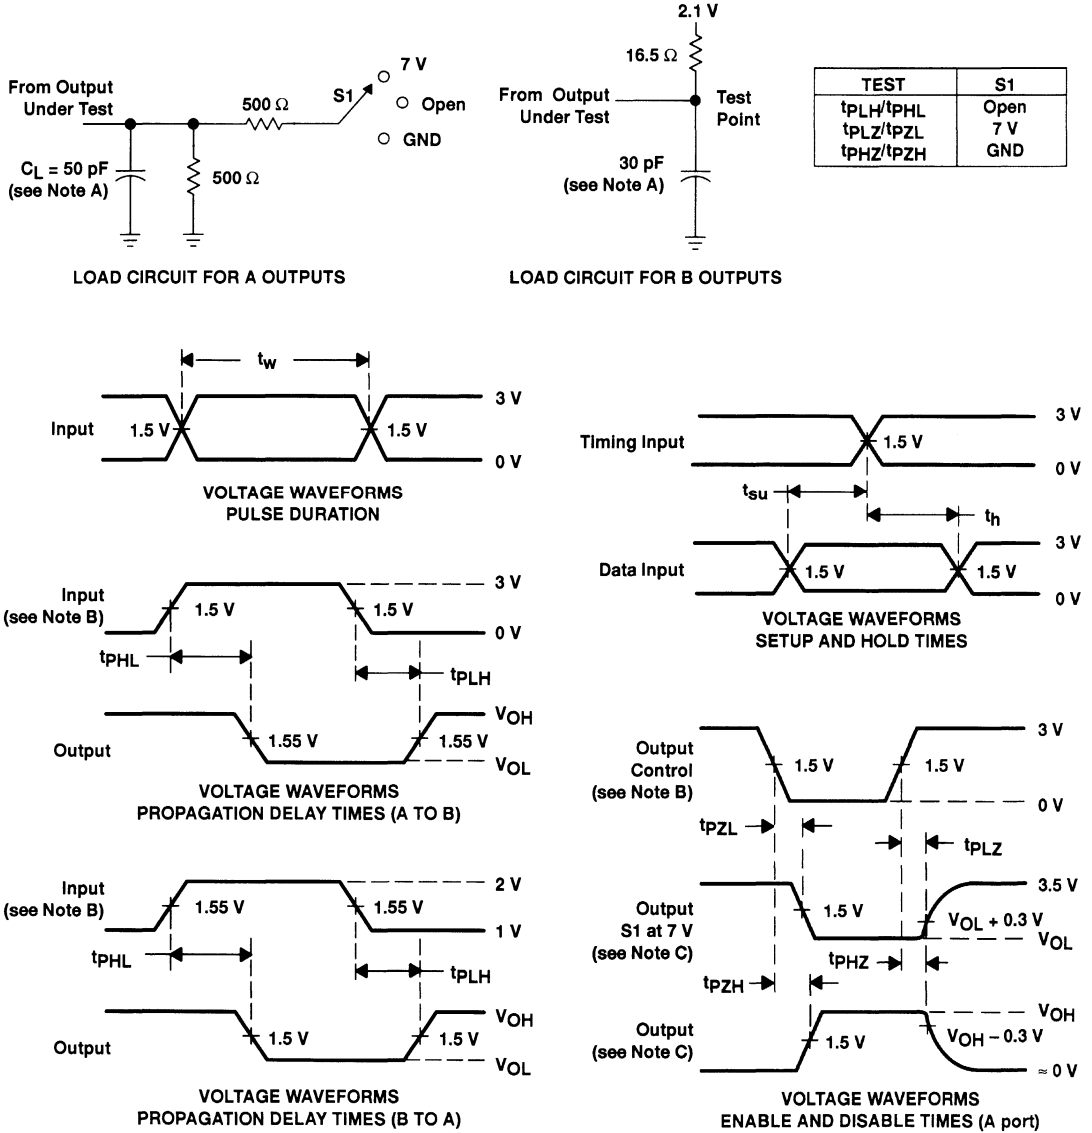 From Output
Under Test
500 Ω
S1
7 V
Open
GND
CL = 50 pF
(see Note A)
500 Ω
LOAD CIRCUIT FOR A OUTPUTS
2.1 V
16.5 Ω
From Output
Under Test
Test
Point
30 pF
(see Note A)
LOAD CIRCUIT FOR B OUTPUTS
TEST S1
tPLH/tPHL Open
tPLZ/tPZL 7 V
tPHZ/tPZH GND
tw
3 V
Input 1.5 V 1.5 V
0 V
VOLTAGE WAVEFORMS
PULSE DURATION
3 V
Timing Input 1.5 V
0 V
tsu
th
3 V
Data Input 1.5 V 1.5 V
0 V
VOLTAGE WAVEFORMS
SETUP AND HOLD TIMES
3 V
Input
(see Note B)
1.5 V 1.5 V
0 V
tPHL
tPLH
VOH
Output 1.55 V 1.55 V
VOL
VOLTAGE WAVEFORMS
PROPAGATION DELAY TIMES (A TO B)
2 V
Input
(see Note B)
1.55 V 1.55 V
1 V
tPHL
tPLH
VOH
Output 1.5 V 1.5 V
VOL
VOLTAGE WAVEFORMS
PROPAGATION DELAY TIMES (B TO A)
3 V
Output
Control
(see Note B)
1.5 V 1.5 V
0 V
tPZL
tPLZ
3.5 V
Output
S1 at 7 V
(see Note C)
1.5 V
VOL + 0.3 V
VOL
tPHZ
tPZH
VOH
Output
(see Note C)
1.5 V
VOH – 0.3 V
≈ 0 V
VOLTAGE WAVEFORMS
ENABLE AND DISABLE TIMES (A port)